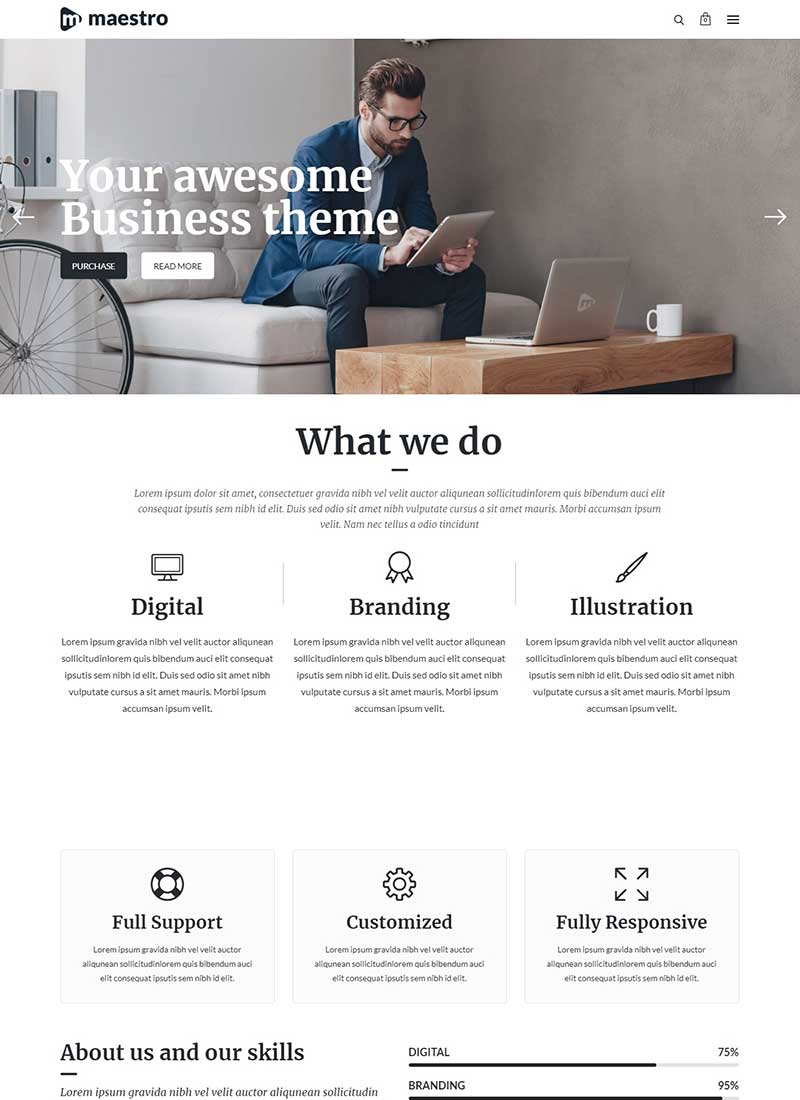 maestro
0
Your awesome
Business theme
PURCHASE
READ MORE
What we do
Lorem ipsum dolor sit amet, consectetuer gravida nibh vel velit auctor aliqunean sollicitudinlorem quis bibendum auci elit
consequat ipsutis sem nibh id elit. Duis sed odio sit amet nibh vulputate cursus a sit amet mauris. Morbi accumsan ipsum
velit. Nam nec tellus a odio tincidunt
Digital
Lorem ipsum gravida nibh vel velit auctor aliqunean
sollicitudinlorem quis bibendum auci elit consequat
ipsutis sem nibh id elit. Duis sed odio sit amet nibh
vulputate cursus a sit amet mauris. Morbi ipsum
accumsan ipsum velit.
Branding
Lorem ipsum gravida nibh vel velit auctor aliqunean
sollicitudinlorem quis bibendum auci elit consequat
ipsutis sem nibh id elit. Duis sed odio sit amet nibh
vulputate cursus a sit amet mauris. Morbi ipsum
accumsan ipsum velit.
Illustration
Lorem ipsum gravida nibh vel velit auctor aliqunean
sollicitudinlorem quis bibendum auci elit consequat
ipsutis sem nibh id elit. Duis sed odio sit amet nibh
vulputate cursus a sit amet mauris. Morbi ipsum
accumsan ipsum velit.
Full Support
Lorem ipsum gravida nibh vel velit auctor
aliqunean sollicitudinlorem quis bibendum auci
elit consequat ipsutis sem nibh id elit.
Customized
Lorem ipsum gravida nibh vel velit auctor
aliqunean sollicitudinlorem quis bibendum auci
elit consequat ipsutis sem nibh id elit.
Fully Responsive
Lorem ipsum gravida nibh vel velit auctor
aliqunean sollicitudinlorem quis bibendum auci
elit consequat ipsutis sem nibh id elit.
About us and our skills
Lorem ipsum gravida nibh vel velit auctor aliqunean sollicitudin
DIGITAL 75%
BRANDING 95%